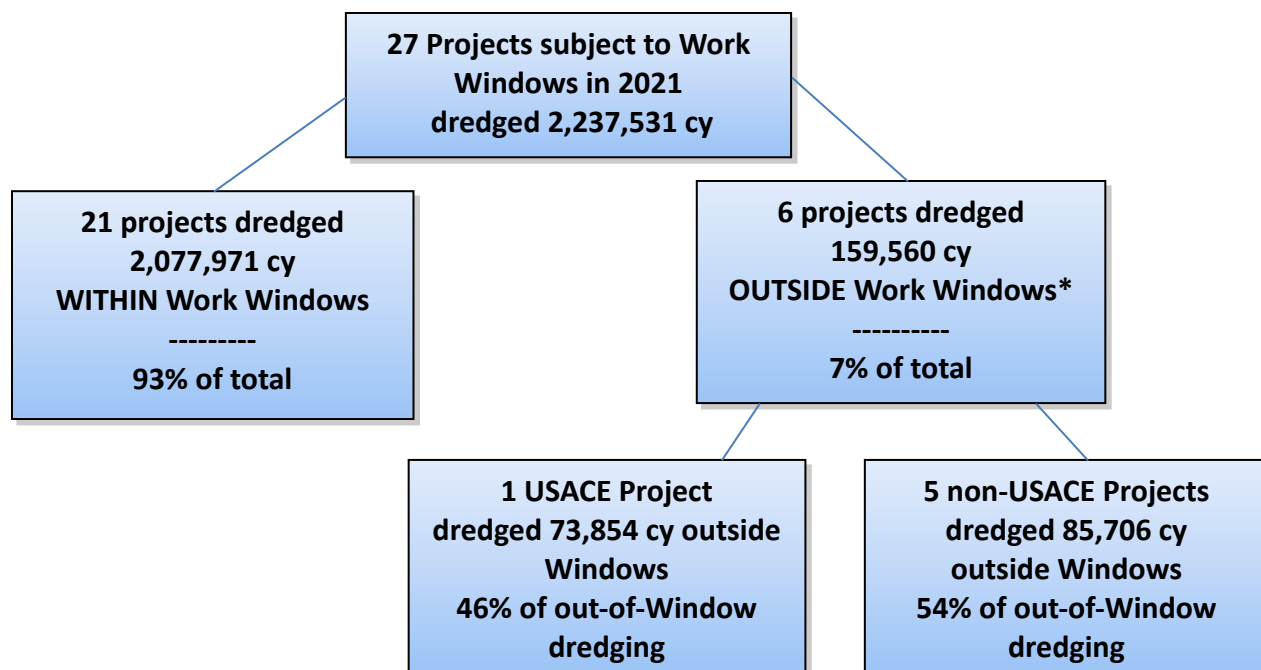 27 Projects subject to Work
Windows in 2021
dredged 2,237,531 cy
21 projects dredged
2,077,971 cy
WITHIN Work Windows
---------
93% of total
6 projects dredged
159,560 cy
OUTSIDE Work Windows*
----------
7% of total
1 USACE Project
dredged 73,854 cy outside
Windows
46% of out-of-Window
dredging
5 non-USACE Projects
dredged 85,706 cy
outside Windows
54% of out-of-Window
dredging